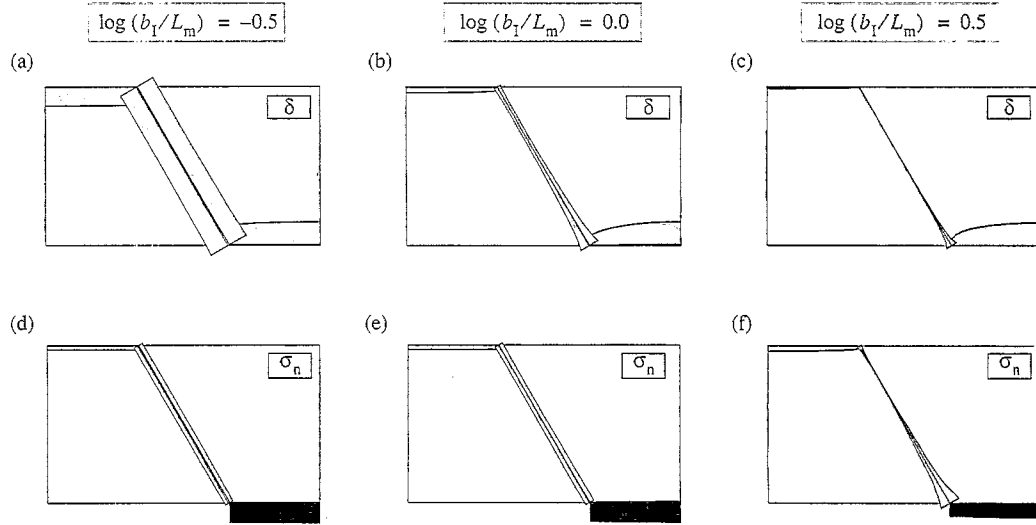 log (b_I/L_m) = −0.5
log (b_I/L_m) = 0.0
log (b_I/L_m) = 0.5
(a)
δ
(b)
δ
(c)
δ
(d)
σ_n
(e)
σ_n
(f)
σ_n